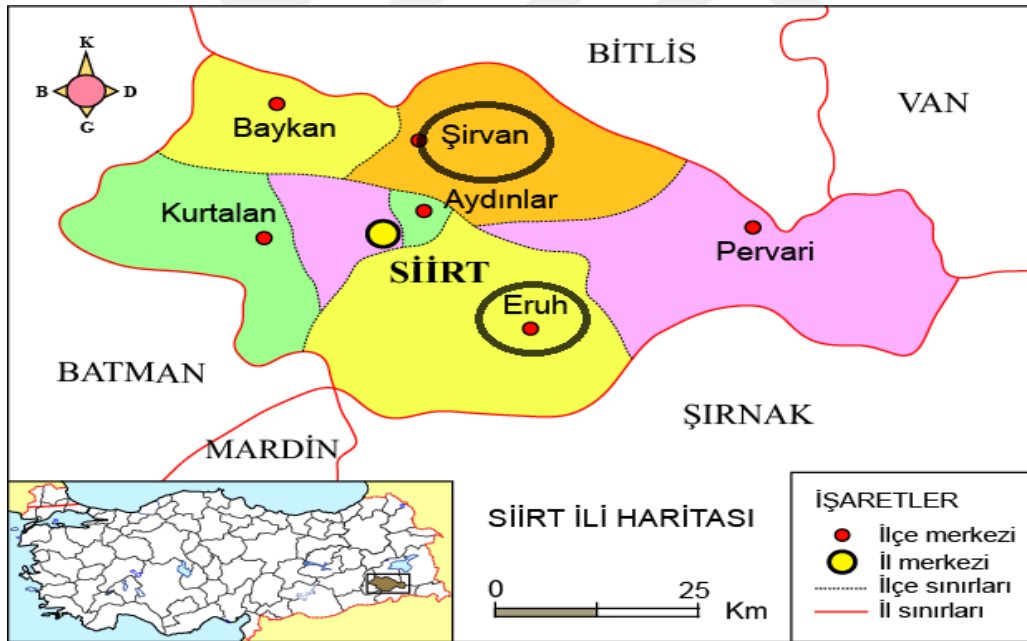 BİTLİS
K
B D
G
VAN
Baykan
Şirvan
Kurtalan
Aydınlar
Pervari
SİİRT
Eruh
BATMAN
ŞIRNAK
MARDİN
SİİRT İLİ HARİTASI
0 25
Km
İŞARETLER
İlçe merkezi
İl merkezi
İlçe sınırları
İl sınırları